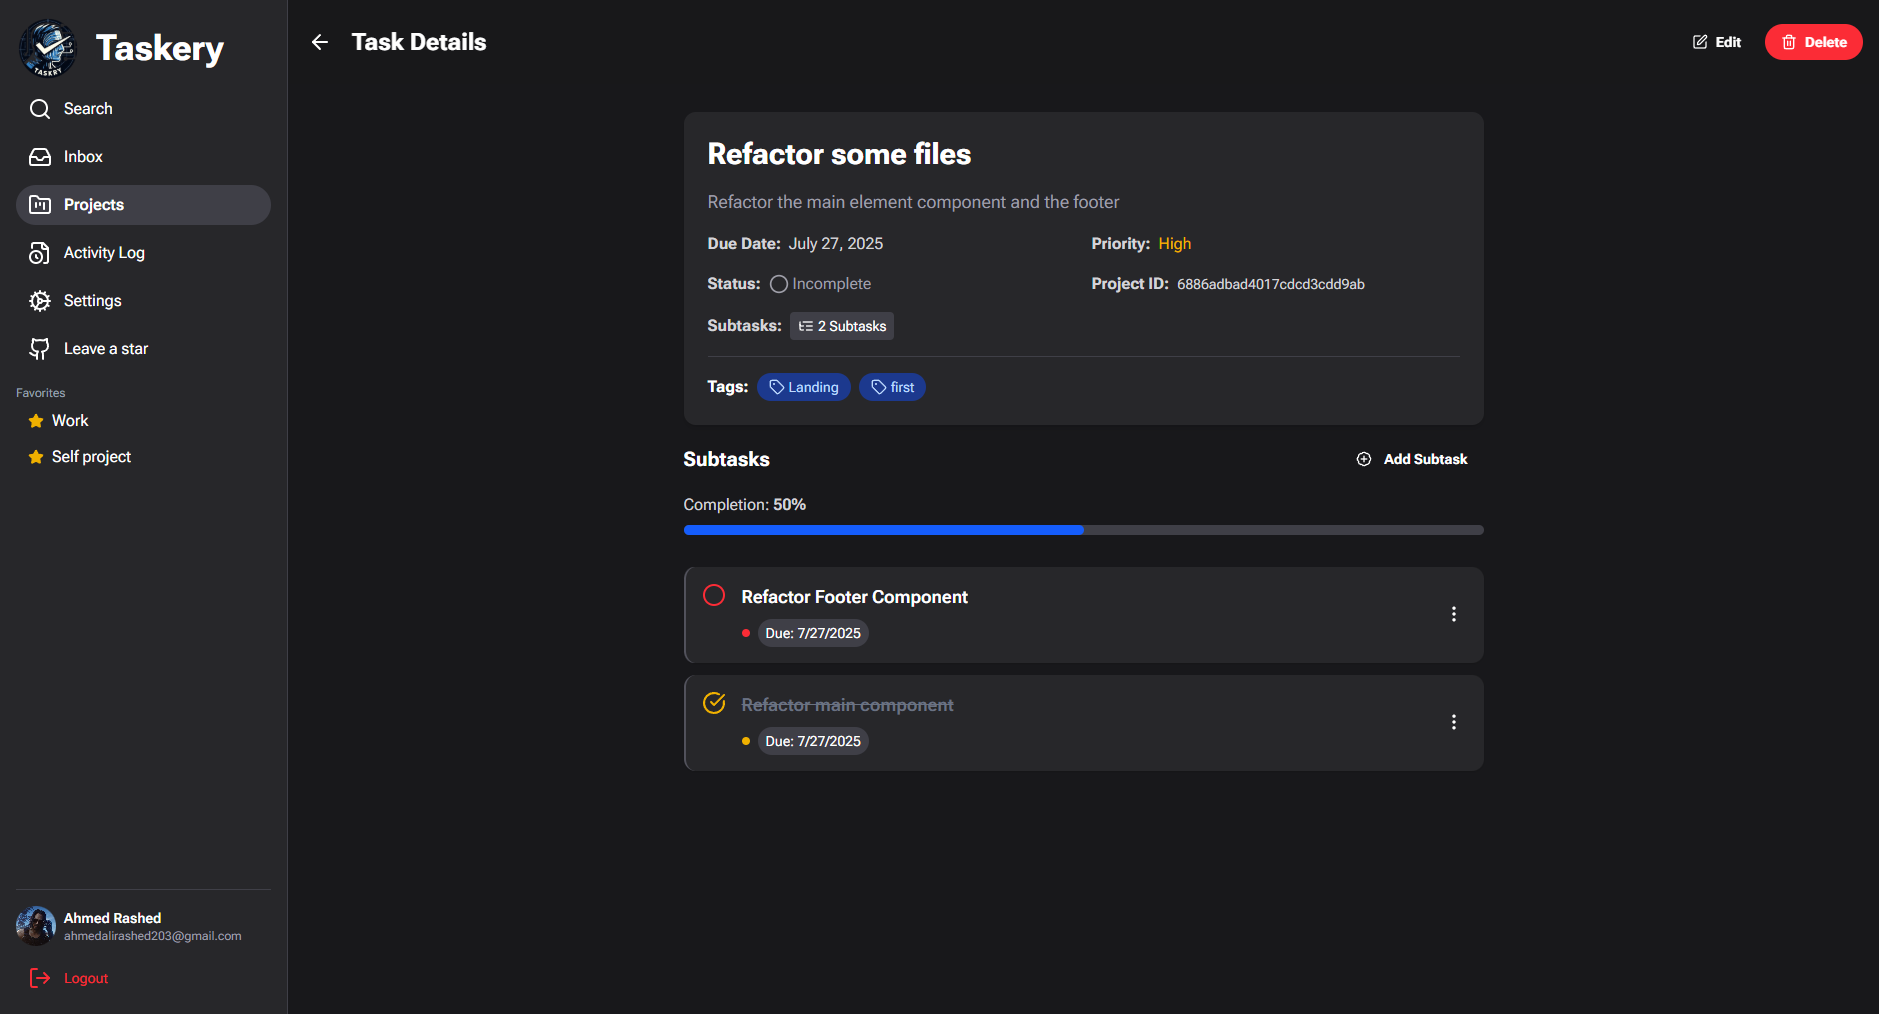 TASKRY
Taskery
Search
Inbox
Projects
Activity Log
Settings
Leave a star
Favorites
Work
Self project
Ahmed Rashed
ahmedalirashed203@gmail.com
Logout
Task Details
Edit
Delete
Refactor some files
Refactor the main element component and the footer
Due Date: July 27, 2025
Priority: High
Status: Incomplete
Project ID: 6886adbad4017cdcd3cdd9ab
Subtasks: 2 Subtasks
Tags: Landing first
Subtasks
Add Subtask
Completion: 50%
Refactor Footer Component
Due: 7/27/2025
Refactor main component
Due: 7/27/2025